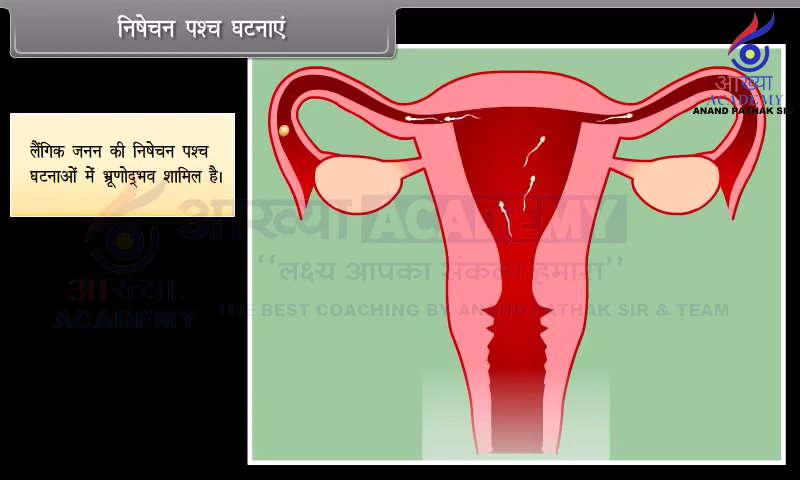 निषेचन पश्च घटनाएं
आख्या
ACADEMY
ANAND PATHAK SIR
लैंगिक जनन की निषेचन पश्च
घटनाओं में भ्रूणोद्भव शामिल है।
आख्या ACADEMY
“लक्ष्य आपका संकल्प हमारा”
आख्या
ACADEMY
THE BEST COACHING BY ANAND PATHAK SIR & TEAM